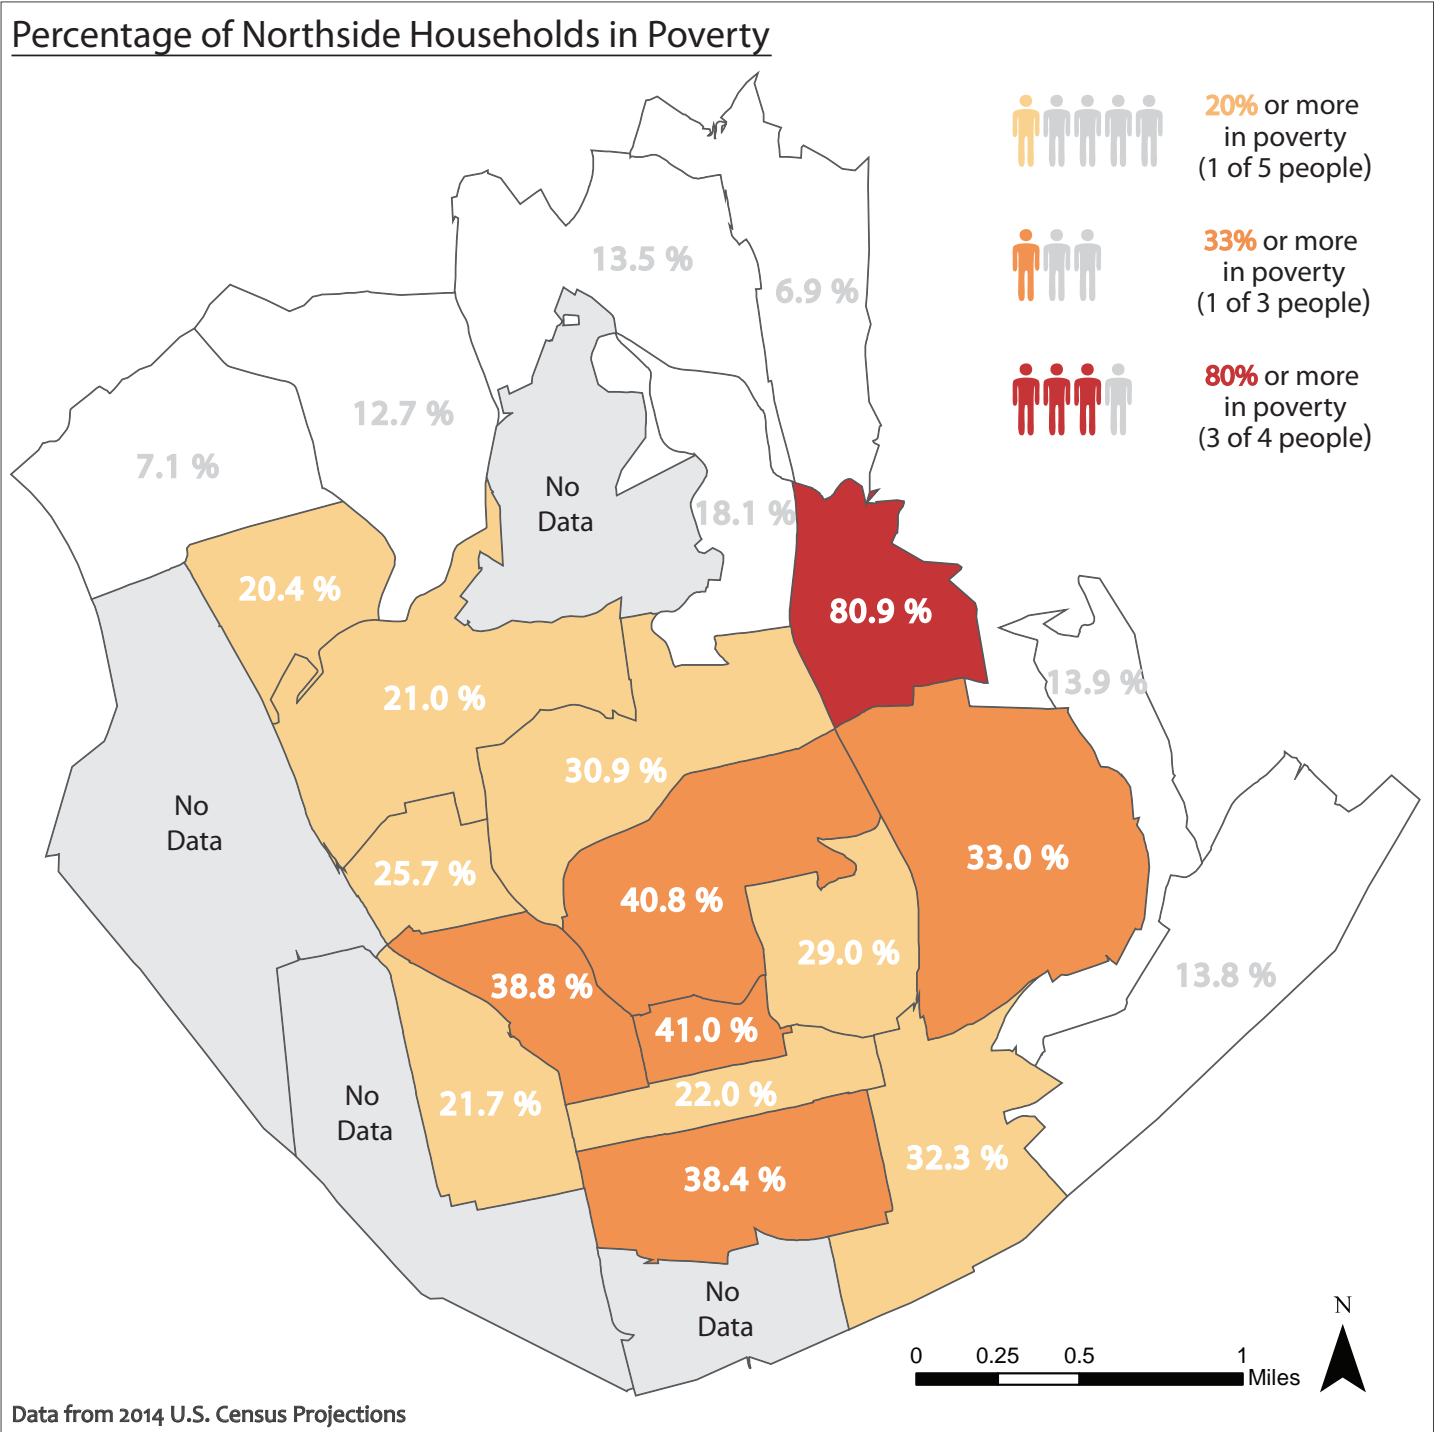 Percentage of Northside Households in Poverty
20% or more
in poverty
(1 of 5 people)
33% or more
in poverty
(1 of 3 people)
80% or more
in poverty
(3 of 4 people)
13.5 %
6.9 %
12.7 %
7.1 %
No
Data
18.1 %
20.4 %
80.9 %
21.0 %
13.9 %
30.9 %
No
Data
25.7 %
33.0 %
40.8 %
29.0 %
38.8 %
13.8 %
41.0 %
22.0 %
21.7 %
No
Data
32.3 %
38.4 %
No
Data
N
0 0.25 0.5 1
Miles
Data from 2014 U.S. Census Projections